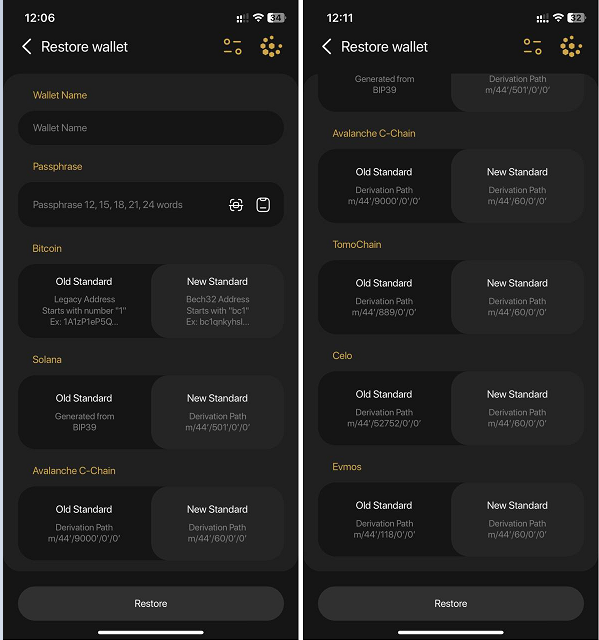 12:06
34
Restore wallet
Wallet Name
Wallet Name
Passphrase
Passphrase 12, 15, 18, 21, 24 words
Bitcoin
Old Standard
Legacy Address
Starts with number "1"
Ex: 1A1zP1eP5Q...
New Standard
Bech32 Address
Starts with "bc1"
Ex: bc1qnkyhsl...
Solana
Old Standard
Generated from
BIP39
New Standard
Derivation Path
m/44'/501'/0'/0'
Avalanche C-Chain
Old Standard
Derivation Path
m/44'/9000'/0'/0'
New Standard
Derivation Path
m/44'/60/0'/0'
Restore
12:11
32
Restore wallet
Generated from
BIP39
Derivation Path
m/44'/501'/0'/0'
Avalanche C-Chain
Old Standard
Derivation Path
m/44'/9000'/0'/0'
New Standard
Derivation Path
m/44'/60/0'/0'
TomoChain
Old Standard
Derivation Path
m/44'/889/0'/0'
New Standard
Derivation Path
m/44'/60/0'/0'
Celo
Old Standard
Derivation Path
m/44'/52752/0'/0'
New Standard
Derivation Path
m/44'/60/0'/0'
Evmos
Old Standard
Derivation Path
m/44'/118/0'/0'
New Standard
Derivation Path
m/44'/60/0'/0'
Restore